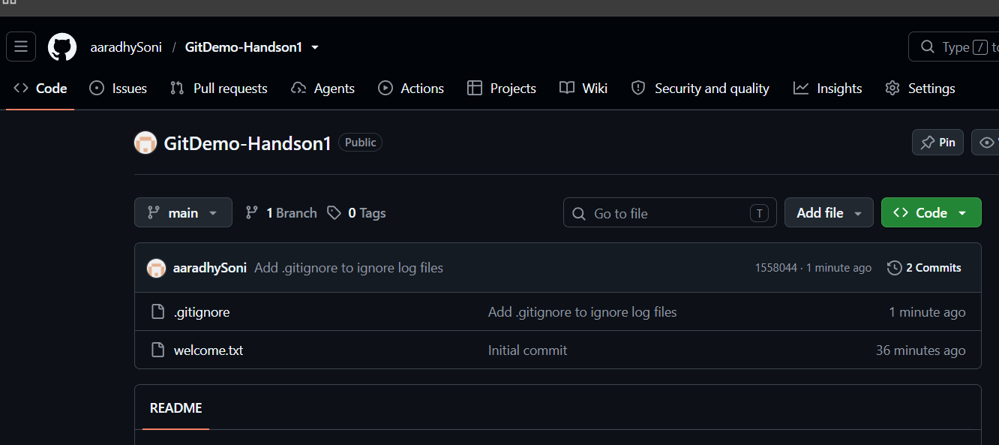 aaradhySoni / GitDemo-Handson1
Type / to
Code Issues Pull requests Agents Actions Projects Wiki Security and quality Insights Settings
GitDemo-Handson1 Public
Pin
main 1 Branch 0 Tags
Go to file T Add file Code
aaradhySoni Add .gitignore to ignore log files 1558044 · 1 minute ago 2 Commits
.gitignore Add .gitignore to ignore log files 1 minute ago
welcome.txt Initial commit 36 minutes ago
README